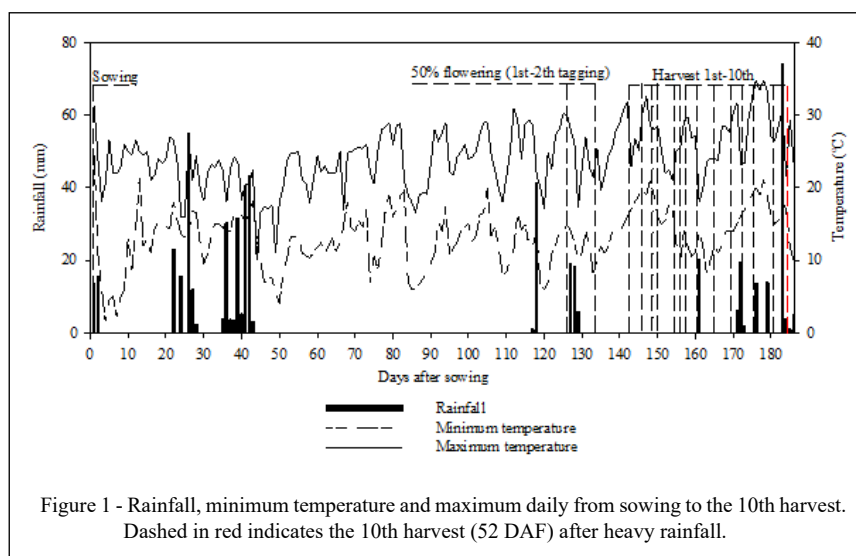 80
40
50% flowering (1st-2th tagging)
Harvest 1st-10th
Sowing
60
30
Rainfall (mm)
40
20
Temperature (°C)
20
10
0
0
0 10 20 30 40 50 60 70 80 90 100 110 120 130 140 150 160 170 180
Days after sowing
Rainfall
Minimum temperature
Maximum temperature
Figure 1 - Rainfall, minimum temperature and maximum daily from sowing to the 10th harvest.
Dashed in red indicates the 10th harvest (52 DAF) after heavy rainfall.